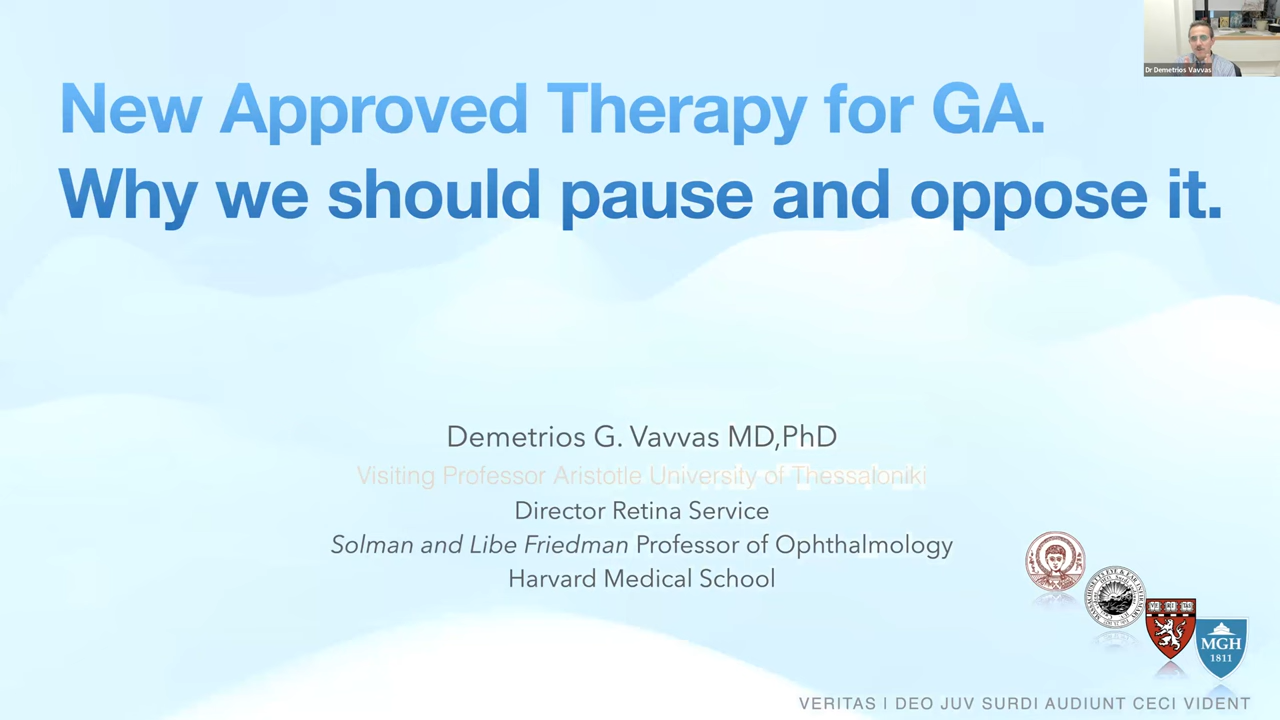 Dr Demetrios Vavvas
New Approved Therapy for GA.
Why we should pause and oppose it.
Demetrios G. Vavvas MD,PhD
Visiting Professor Aristotle University of Thessaloniki
Director Retina Service
Solman and Libe Friedman Professor of Ophthalmology
Harvard Medical School
MGH
1811
VERITAS I DEO JUV SURDI AUDIUNT CECI VIDENT